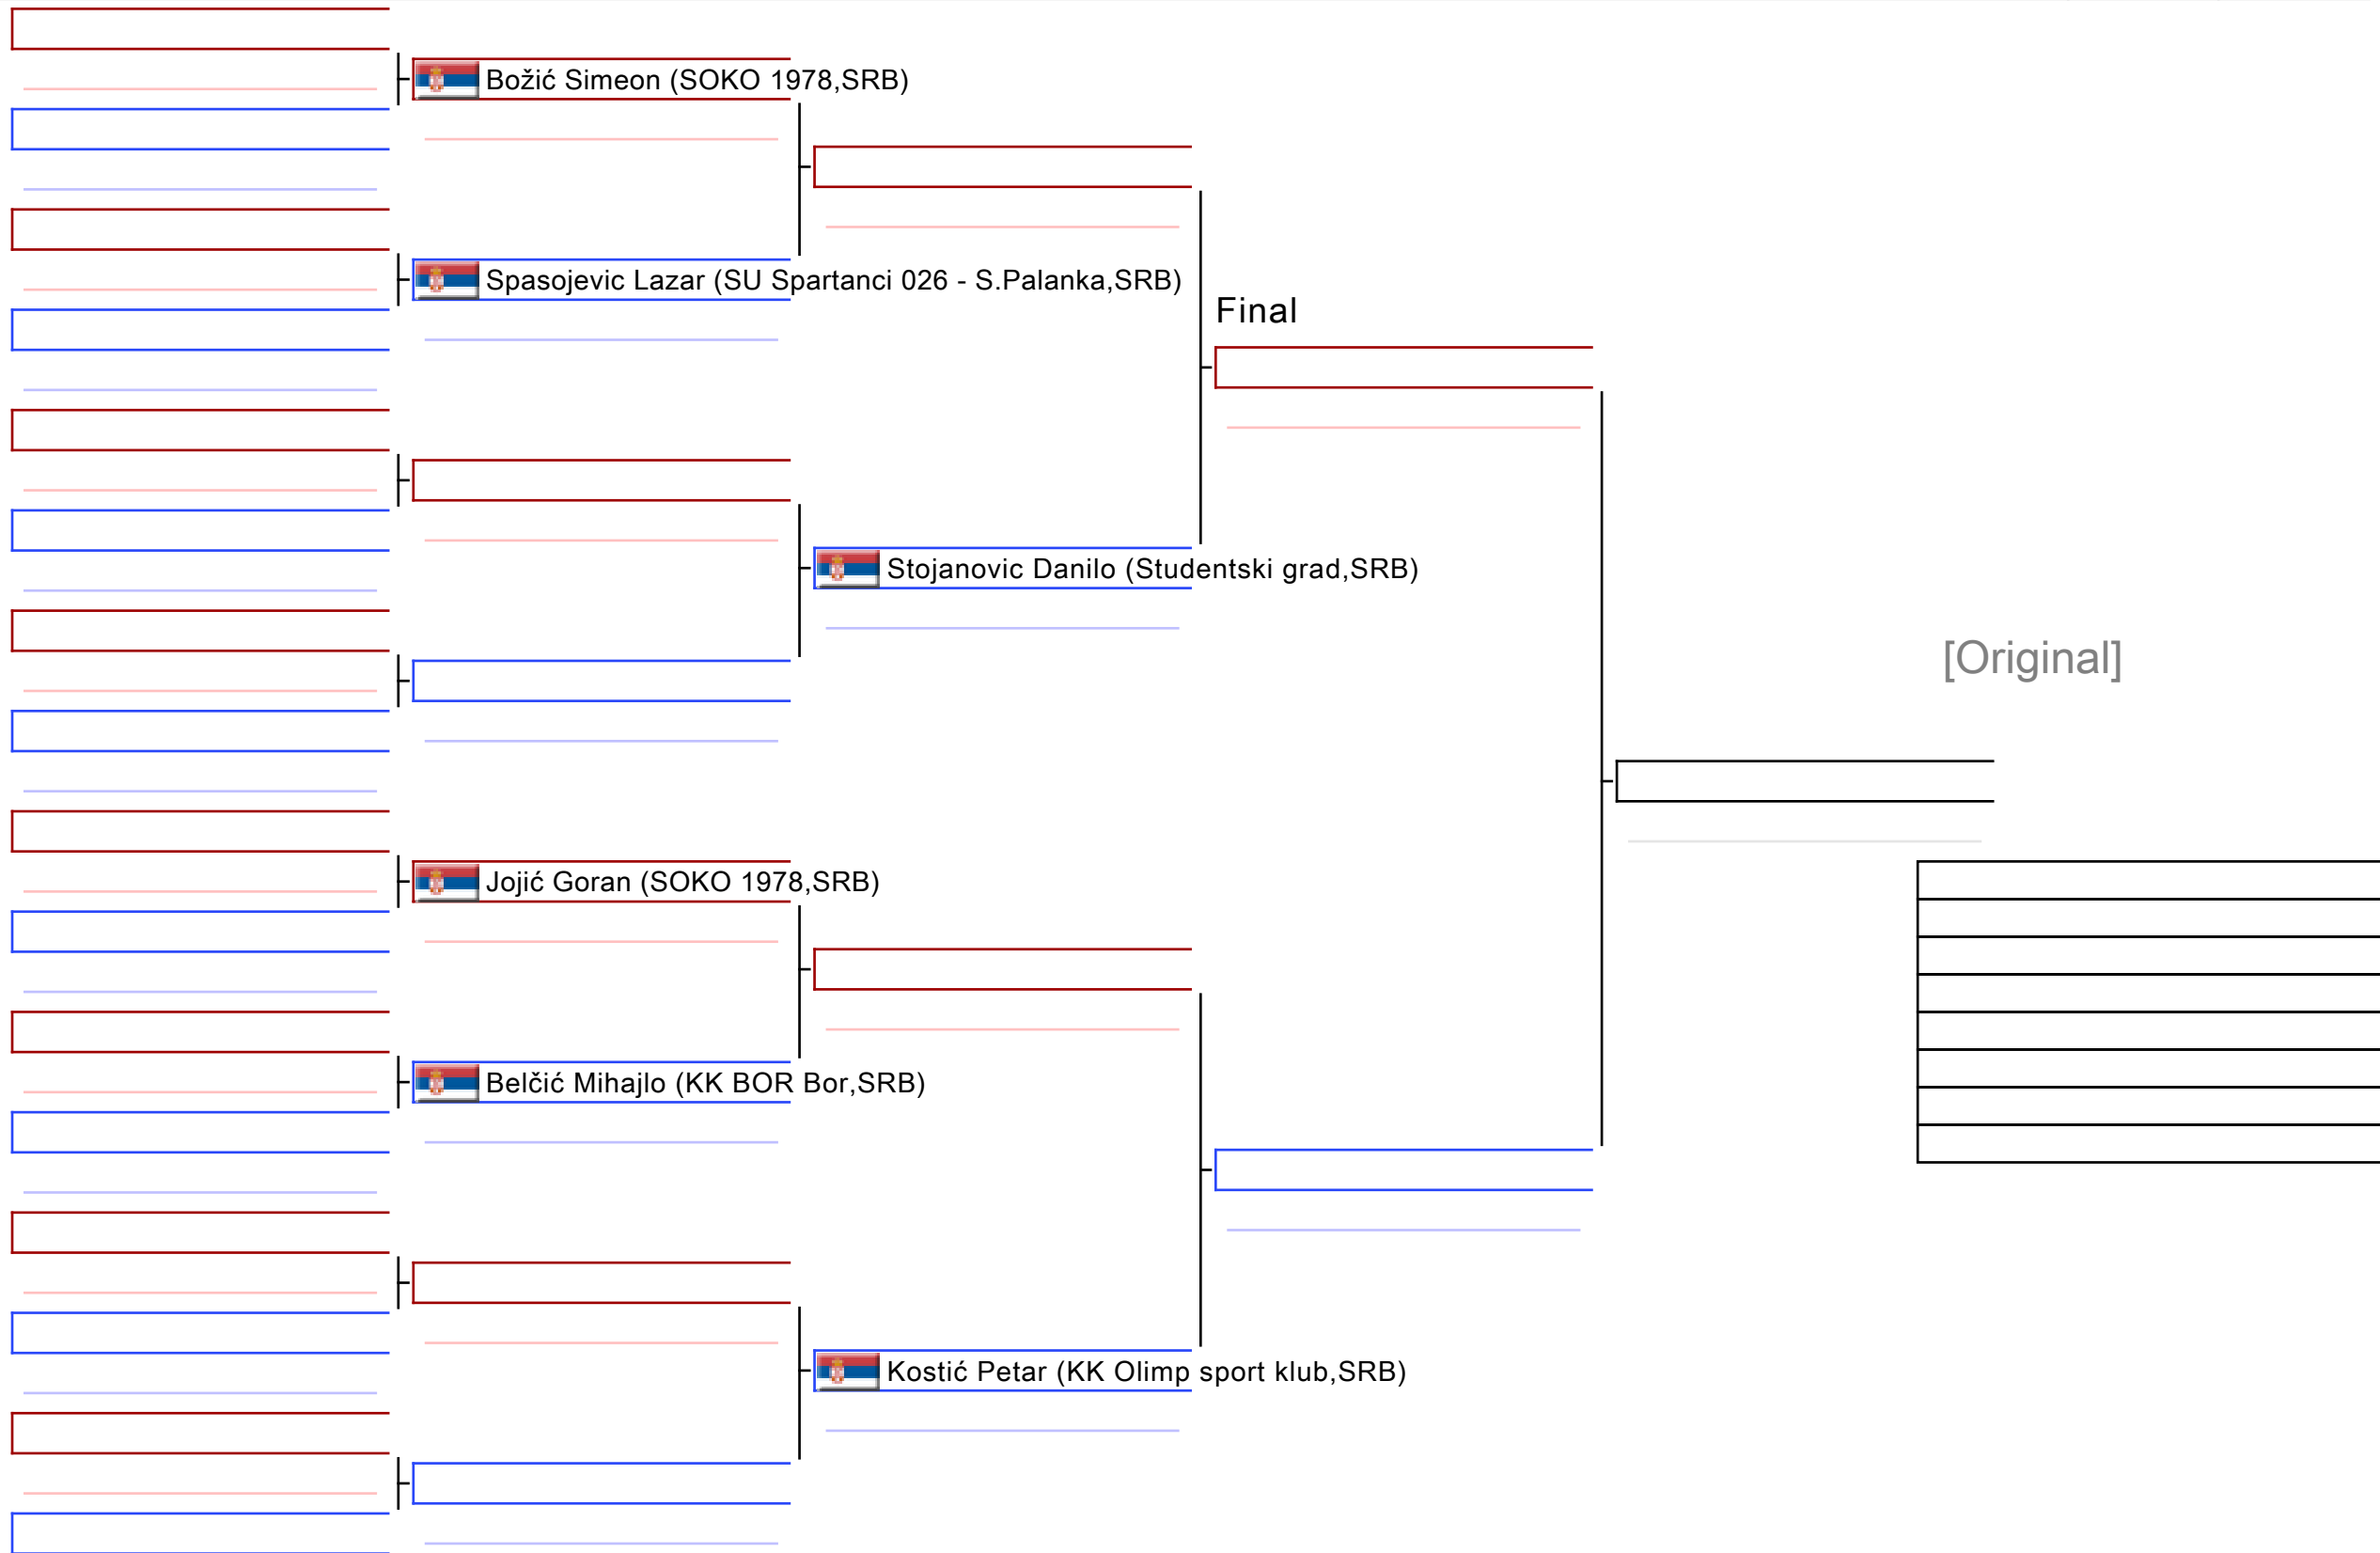 Božić Simeon (SOKO 1978,SRB)
Spasojevic Lazar (SU Spartanci 026 - S.Palanka,SRB)
Final
Stojanovic Danilo (Studentski grad,SRB)
[Original]
Jojić Goran (SOKO 1978,SRB)
Belčić Mihajlo (KK BOR Bor,SRB)
Kostić Petar (KK Olimp sport klub,SRB)